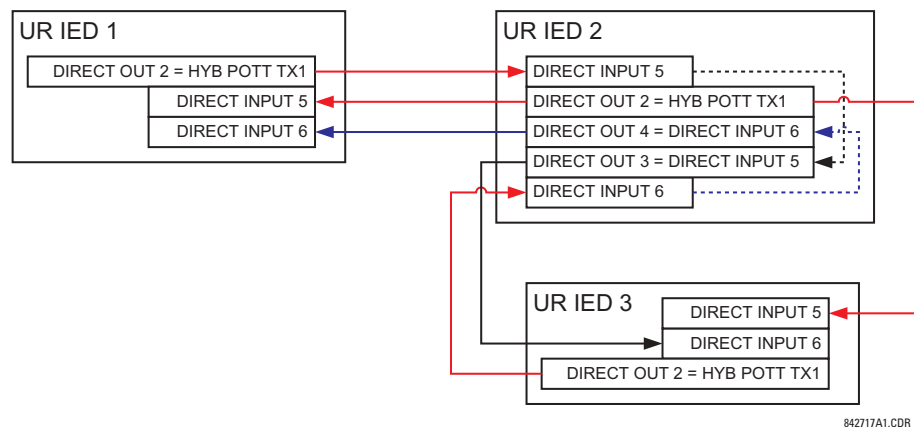 UR IED 1
DIRECT OUT 2 = HYB POTT TX1
DIRECT INPUT 5
DIRECT INPUT 6
UR IED 2
DIRECT INPUT 5
DIRECT OUT 2 = HYB POTT TX1
DIRECT OUT 4 = DIRECT INPUT 6
DIRECT OUT 3 = DIRECT INPUT 5
DIRECT INPUT 6
UR IED 3
DIRECT INPUT 5
DIRECT INPUT 6
DIRECT OUT 2 = HYB POTT TX1
842717A1.CDR